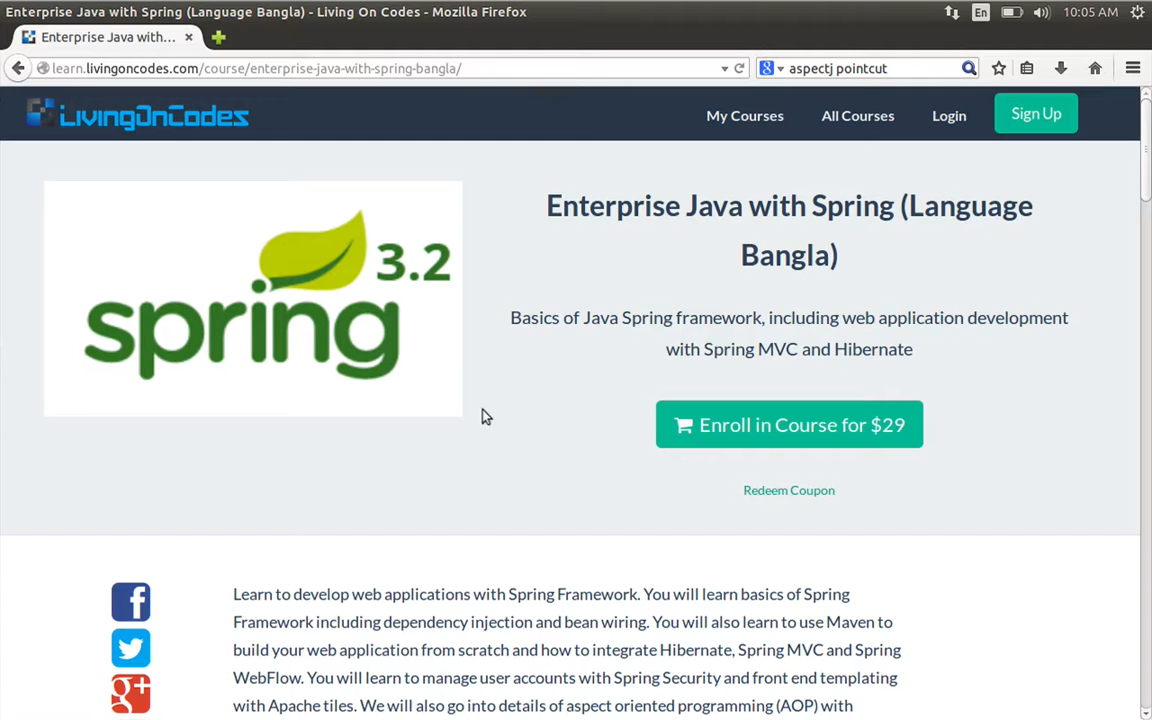 Enterprise Java with Spring (Language Bangla) - Living On Codes - Mozilla Firefox
En
10:05 AM
Enterprise Java with...
learn.livingoncodes.com/course/enterprise-java-with-spring-bangla/
aspectj pointcut
LivingOnCodes
My Courses
All Courses
Login
Sign Up
3.2
spring
Enterprise Java with Spring (Language
Bangla)
Basics of Java Spring framework, including web application development
with Spring MVC and Hibernate
Enroll in Course for $29
Redeem Coupon
Learn to develop web applications with Spring Framework. You will learn basics of Spring
Framework including dependency injection and bean wiring. You will also learn to use Maven to
build your web application from scratch and how to integrate Hibernate, Spring MVC and Spring
WebFlow. You will learn to manage user accounts with Spring Security and front end templating
with Apache tiles. We will also go into details of aspect oriented programming (AOP) with